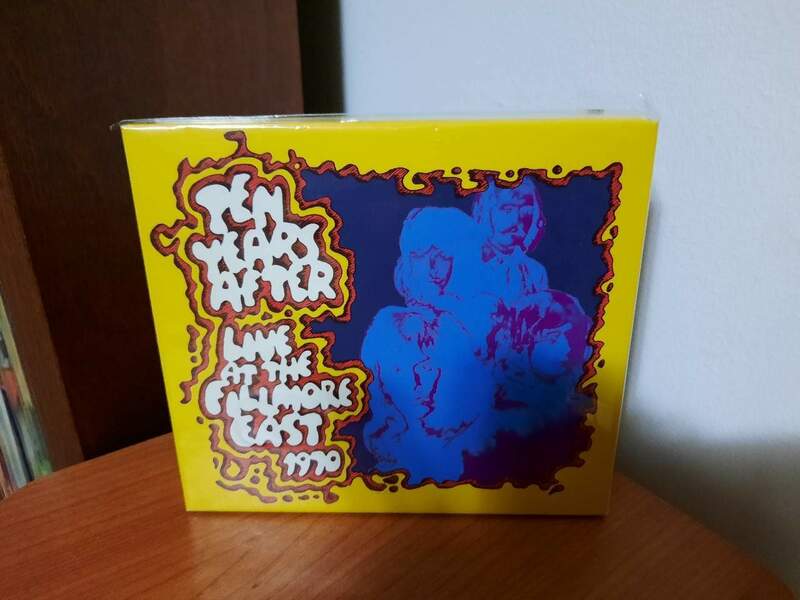 TEN
YEARS
AFTER
LIVE
AT THE
FILLMORE
EAST
1970